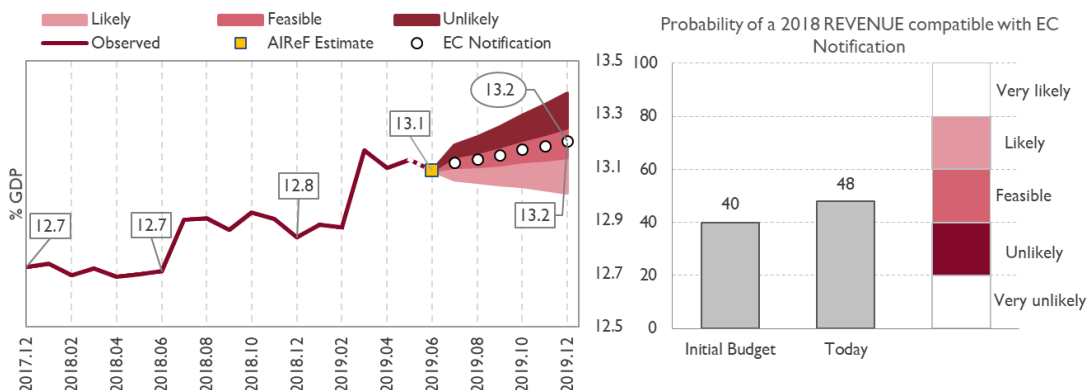 Likely
Feasible
Unlikely
Observed
AIReF Estimate
EC Notification
% GDP
12.7
12.7
12.8
13.1
13.2
13.2
13.5
13.3
13.1
12.9
12.7
12.5
2017.12
2018.02
2018.04
2018.06
2018.08
2018.10
2018.12
2019.02
2019.04
2019.06
2019.08
2019.10
2019.12
Probability of a 2018 REVENUE compatible with EC
Notification
100
80
60
40
20
0
40
48
Initial Budget
Today
Very likely
Likely
Feasible
Unlikely
Very unlikely